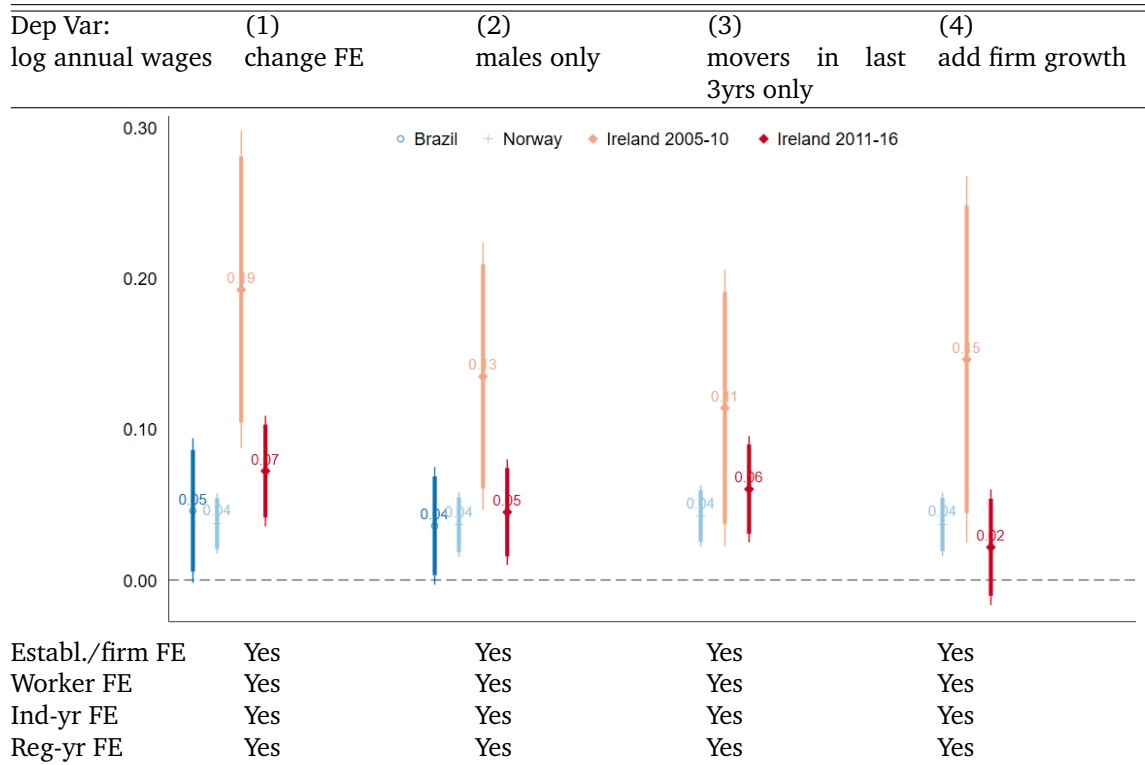 Dep Var: (1) (2) (3) (4)
log annual wages change FE males only movers in last add firm growth
3yrs only
0.30
Brazil Norway Ireland 2005-10 Ireland 2011-16
0.20
0.19
0.13
0.15
0.11
0.10
0.07
0.06
0.05 0.04
0.04 0.04 0.05
0.04
0.04
0.02
0.00
Establ./firm FE Yes Yes Yes Yes
Worker FE Yes Yes Yes Yes
Ind-yr FE Yes Yes Yes Yes
Reg-yr FE Yes Yes Yes Yes